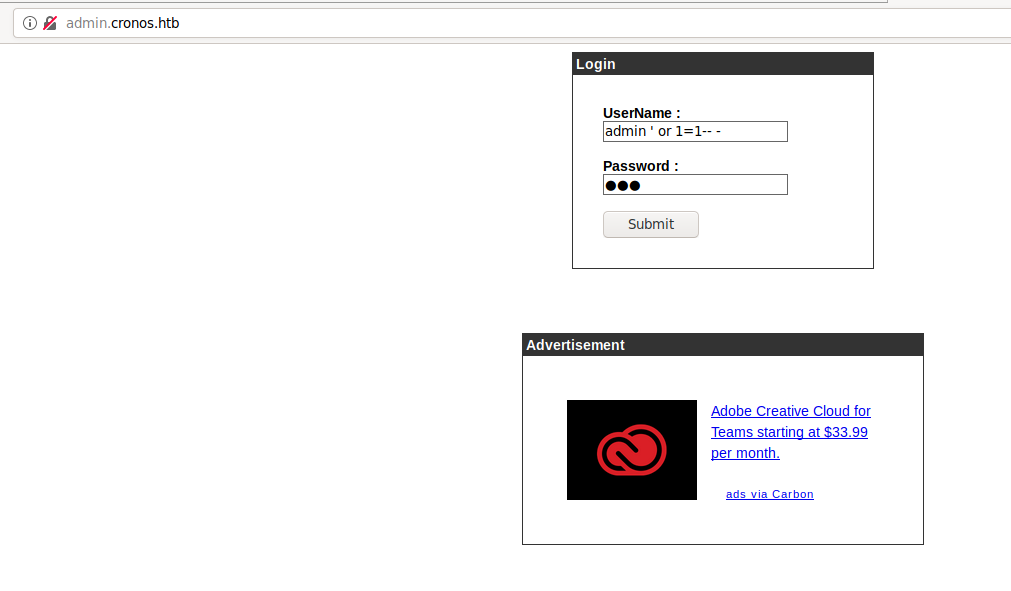 admin.cronos.htb
Login
UserName :
admin ' or 1=1-- -
Password :
●●●
Submit
Advertisement
Adobe Creative Cloud for
Teams starting at $33.99
per month.
ads via Carbon